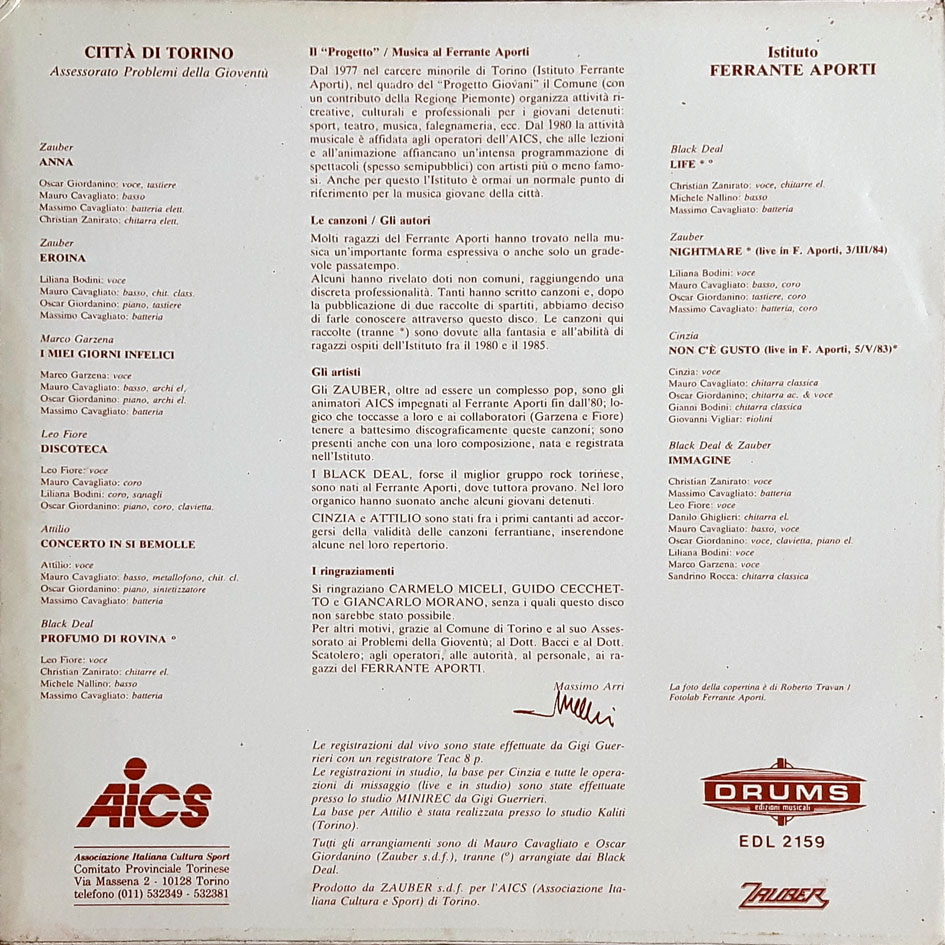 CITTÀ DI TORINO
Assessorato Problemi della Gioventù
Zauber
ANNA
Oscar Giordanino: voce, tastiere
Mauro Cavagliato: basso
Massimo Cavagliato: batteria elett.
Christian Zanirato: chitarra elett.
Zauber
EROINA
Liliana Bodini: voce
Mauro Cavagliato: basso, chit. class.
Oscar Giordanino: piano, tastiere
Massimo Cavagliato: batteria
Marco Garzena
I MIEI GIORNI INFELICI
Marco Garzena: voce
Mauro Cavagliato: basso, archi el.
Oscar Giordanino: piano, archi el.
Massimo Cavagliato: batteria
Leo Fiore
DISCOTECA
Leo Fiore: voce
Mauro Cavagliato: coro
Liliana Bodini: coro, sonagli
Oscar Giordanino: piano, coro, clavietta.
Attilio
CONCERTO IN SI BEMOLLE
Attilio: voce
Mauro Cavagliato: basso, metallofono, chit. cl.
Oscar Giordanino: piano, sintetizzatore
Massimo Cavagliato: batteria
Black Deal
PROFUMO DI ROVINA °
Leo Fiore: voce
Christian Zanirato: chitarre el.
Michele Nallino: basso
Massimo Cavagliato: batteria
AICS
Associazione Italiana Cultura Sport
Comitato Provinciale Torinese
Via Massena 2 - 10128 Torino
telefono (011) 532349 - 532381
Il “Progetto” / Musica al Ferrante Aporti
Dal 1977 nel carcere minorile di Torino (Istituto Ferrante
Aporti), nel quadro del “Progetto Giovani” il Comune (con
un contributo della Regione Piemonte) organizza attività ri-
creative, culturali e professionali per i giovani detenuti:
sport, teatro, musica, falegnameria, ecc. Dal 1980 la attività
musicale è affidata agli operatori dell'AICS, che alle lezioni
e all'animazione affiancano un'intensa programmazione di
spettacoli (spesso semipubblici) con artisti più o meno famo-
si. Anche per questo l'Istituto è ormai un normale punto di
riferimento per la musica giovane della città.
Le canzoni / Gli autori
Molti ragazzi del Ferrante Aporti hanno trovato nella mu-
sica un'importante forma espressiva o anche solo un grade-
vole passatempo.
Alcuni hanno rivelato doti non comuni, raggiungendo una
discreta professionalità. Tanti hanno scritto canzoni e, dopo
la pubblicazione di due raccolte di spartiti, abbiamo deciso
di farle conoscere attraverso questo disco. Le canzoni qui
raccolte (tranne *) sono dovute alla fantasia e all'abilità di
ragazzi ospiti dell'Istituto fra il 1980 e il 1985.
Gli artisti
Gli ZAUBER, oltre ad essere un complesso pop, sono gli
animatori AICS impegnati al Ferrante Aporti fin dall'80; lo-
gico che toccasse a loro e ai collaboratori (Garzena e Fiore)
tenere a battesimo discograficamente queste canzoni; sono
presenti anche con una loro composizione, nata e registrata
nell'Istituto.
I BLACK DEAL, forse il miglior gruppo rock torinese,
sono nati al Ferrante Aporti, dove tuttora provano. Nel loro
organico hanno suonato anche alcuni giovani detenuti.
CINZIA e ATTILIO sono stati fra i primi cantanti ad accor-
gersi della validità delle canzoni ferrantiane, inserendone
alcune nel loro repertorio.
I ringraziamenti
Si ringraziano CARMELO MICELI, GUIDO CECCHET-
TO e GIANCARLO MORANO, senza i quali questo disco
non sarebbe stato possibile.
Per altri motivi, grazie al Comune di Torino e al suo Asses-
sorato ai Problemi della Gioventù; al Dott. Bacci e al Dott.
Scatolero; agli operatori, alle autorità, al personale, ai ra-
gazzi del FERRANTE APORTI.
Massimo Arri
Le registrazioni dal vivo sono state effettuate da Gigi Guer-
rieri con un registratore Teac 8 p.
Le registrazioni in studio, la base per Cinzia e tutte le opera-
zioni di missaggio (live e in studio) sono state effettuate
presso lo studio MINIREC da Gigi Guerrieri.
La base per Attilio è stata realizzata presso lo studio Kaliti
(Torino).
Tutti gli arrangiamenti sono di Mauro Cavagliato e Oscar
Giordanino (Zauber s.d.f.), tranne (°) arrangiate dai Black
Deal.
Prodotto da ZAUBER s.d.f. per l'AICS (Associazione Ita-
liana Cultura e Sport) di Torino.
Istituto
FERRANTE APORTI
Black Deal
LIFE * °
Christian Zanirato: voce, chitarre el.
Michele Nallino: basso
Massimo Cavagliato: batteria
Zauber
NIGHTMARE * (live in F. Aporti, 3/III/84)
Liliana Bodini: voce
Mauro Cavagliato: basso, coro
Oscar Giordanino: tastiere, coro
Massimo Cavagliato: batteria, coro
Cinzia
NON C'È GUSTO (live in F. Aporti, 5/V/83)*
Cinzia: voce
Mauro Cavagliato: chitarra classica
Oscar Giordanino: chitarra ac. & voce
Gianni Bodini: chitarra classica
Giovanni Vigliar: violini
Black Deal & Zauber
IMMAGINE
Christian Zanirato: voce
Massimo Cavagliato: batteria
Leo Fiore: voce
Danilo Ghiglieri: chitarra el.
Mauro Cavagliato: basso, voce
Oscar Giordanino: voce, clavietta, piano el.
Liliana Bodini: voce
Marco Garzena: voce
Sandrino Rocca: chitarra classica
La foto della copertina è di Roberto Travan /
Fotolab Ferrante Aporti.
DRUMS
edizioni musicali
EDL 2159
ZAUBER